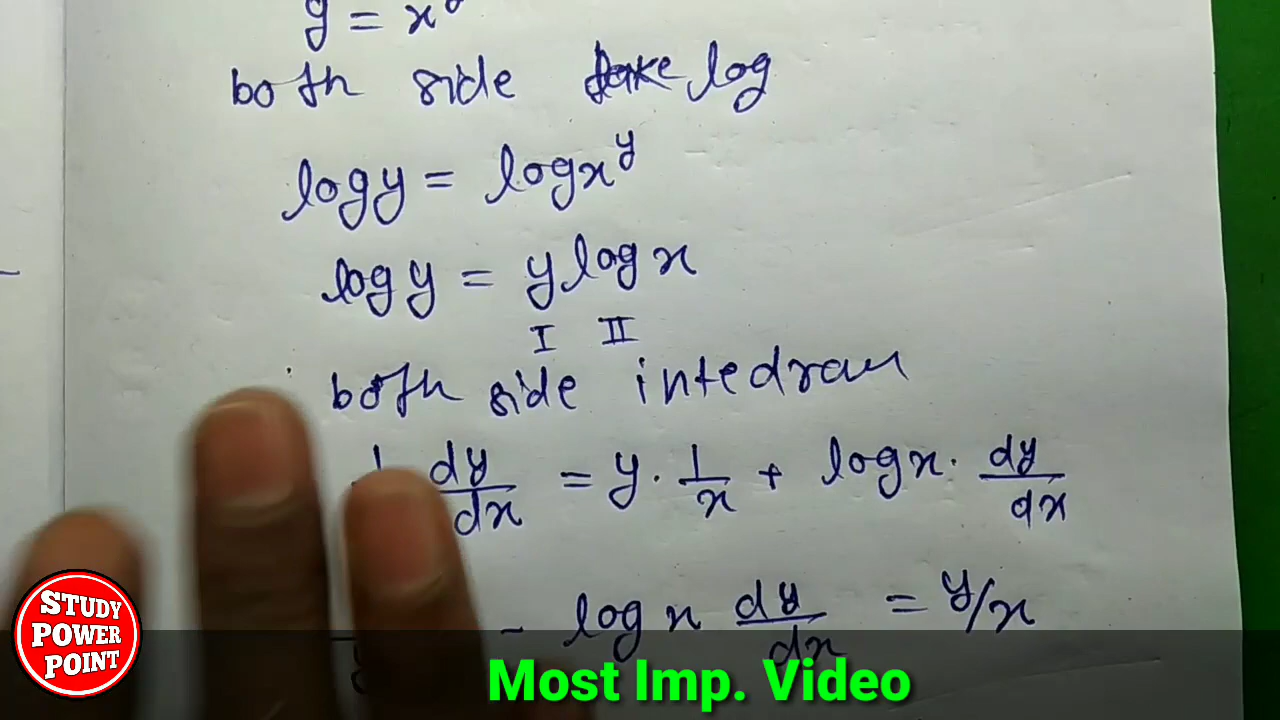 y = x^y
both side take log
log y = log x^y
log y = y log x
I II
both side
dy/dx = y · 1/x + log x · dy/dx
- log x dy/dx = y/x
STUDY
POWER
POINT
Most Imp. Video